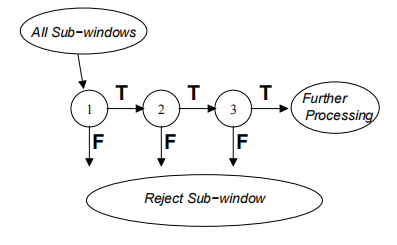 All Sub-windows
T T T
1 2 3
Further
Processing
F F F
Reject Sub-window